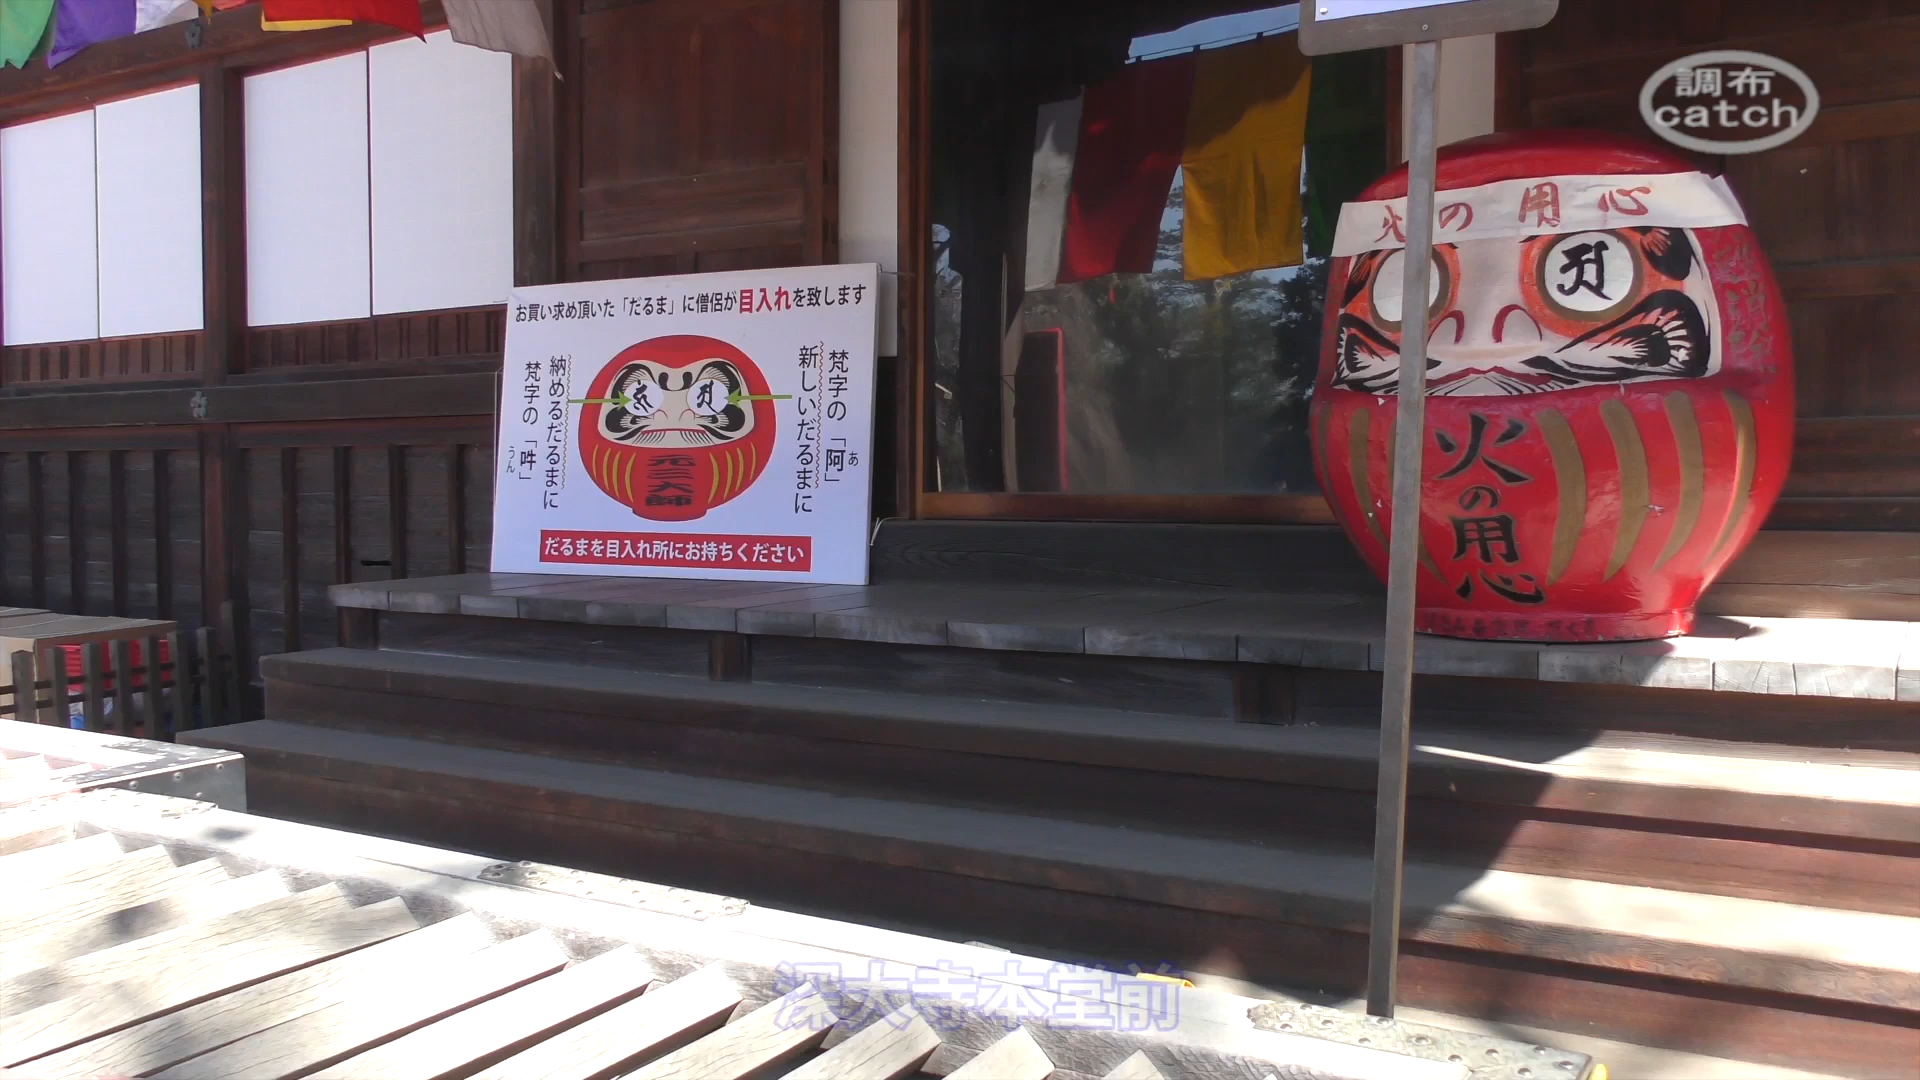 調布
catch
火の用心
火の用心
お買い求め頂いた「だるま」に僧侶が目入れを致します
新しいだるまに
梵字の「阿」
あ
納めるだるまに
梵字の「吽」
うん
元三大師
だるまを目入れ所にお持ちください
深大寺本堂前